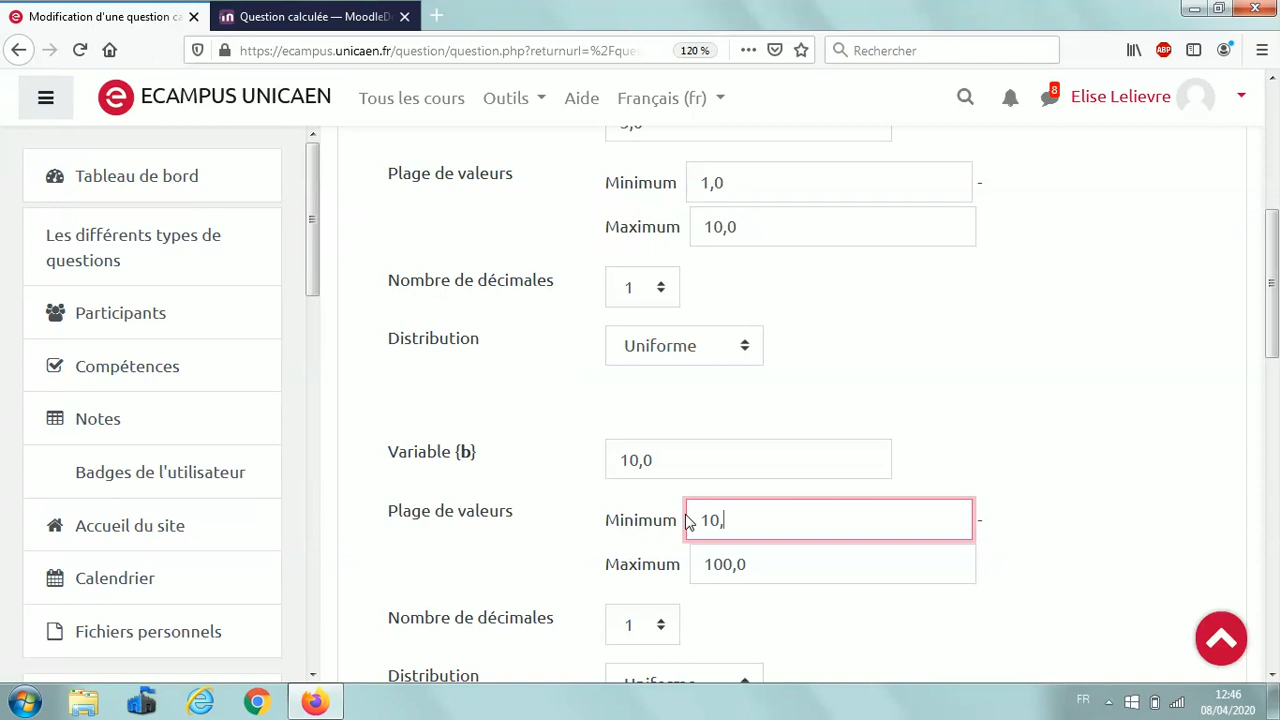 Modification d'une question ca
Question calculée — MoodleD
https://ecampus.unicaen.fr/question/question.php?returnurl=%2Fque
120 %
Rechercher
ABP
ECAMPUS UNICAEN
Tous les cours
Outils
Aide
Français (fr)
8
Elise Lelievre
Tableau de bord
Les différents types de
questions
Participants
Compétences
Notes
Badges de l'utilisateur
Accueil du site
Calendrier
Fichiers personnels
Plage de valeurs
Minimum
1,0
-
Maximum
10,0
Nombre de décimales
1
Distribution
Uniforme
Variable {b}
10,0
Plage de valeurs
Minimum
10,
-
Maximum
100,0
Nombre de décimales
1
Distribution
Uniforme
FR
12:46
08/04/2020